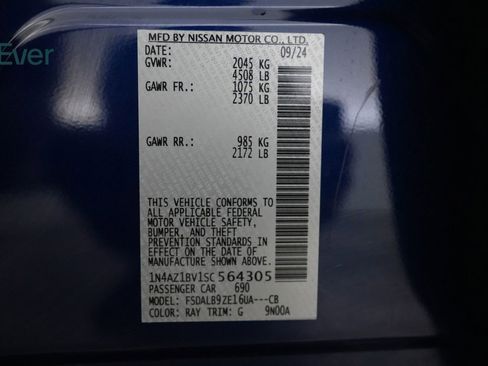 Ever
MFD BY NISSAN MOTOR CO., LTD.
DATE: 09/24
GVWR: 2045 KG
4508 LB
GAWR FR.: 1075 KG
2370 LB
GAWR RR.: 985 KG
2172 LB
THIS VEHICLE CONFORMS TO
ALL APPLICABLE FEDERAL
MOTOR VEHICLE SAFETY,
BUMPER, AND THEFT
PREVENTION STANDARDS IN
EFFECT ON THE DATE OF
MANUFACTURE SHOWN ABOVE.
1N4AZ1BV1SC564305
PASSENGER CAR 690
MODEL: FSDALB9ZE16UA---CB
COLOR: RAY TRIM: G 9N00A